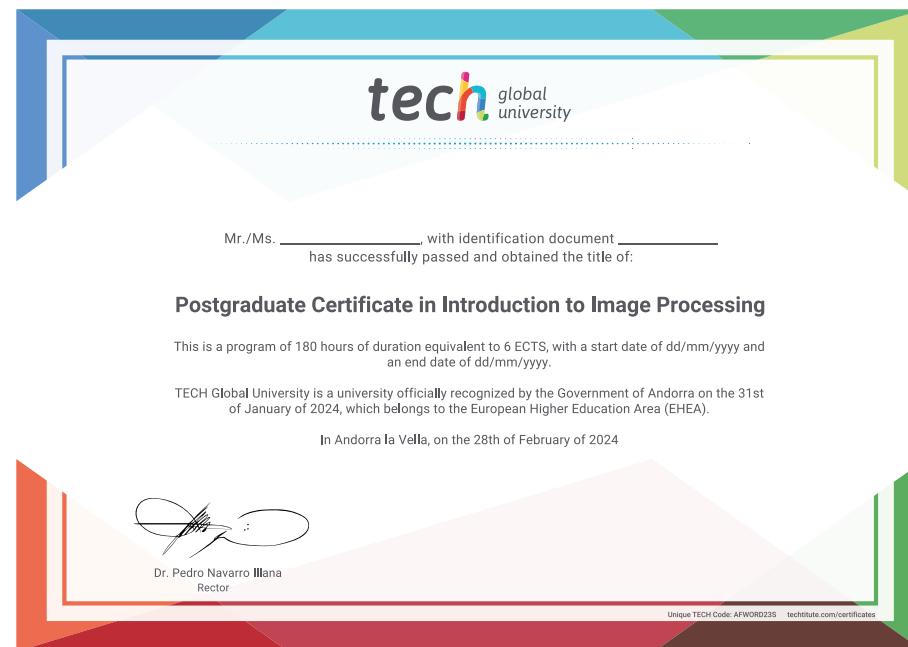 tech global university
Mr./Ms. ____________________, with identification document ______________
has successfully passed and obtained the title of:
Postgraduate Certificate in Introduction to Image Processing
This is a program of 180 hours of duration equivalent to 6 ECTS, with a start date of dd/mm/yyyy and
an end date of dd/mm/yyyy.
TECH Global University is a university officially recognized by the Government of Andorra on the 31st
of January of 2024, which belongs to the European Higher Education Area (EHEA).
In Andorra la Vella, on the 28th of February of 2024
Dr. Pedro Navarro Illana
Rector
Unique TECH Code: AFWORD23S techtitute.com/certificates